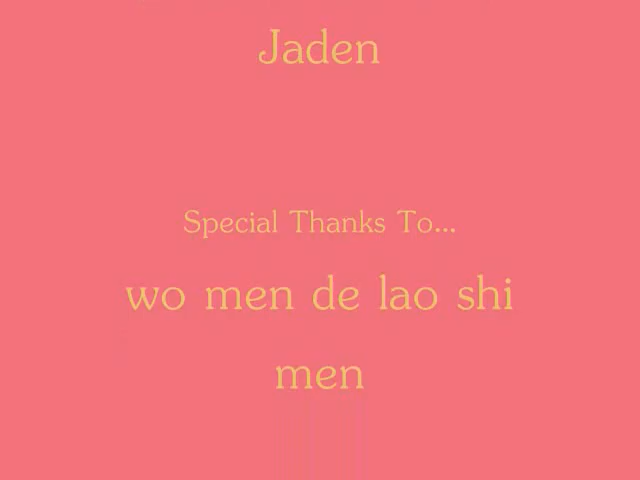 Jaden
Special Thanks To...
wo men de lao shi
men